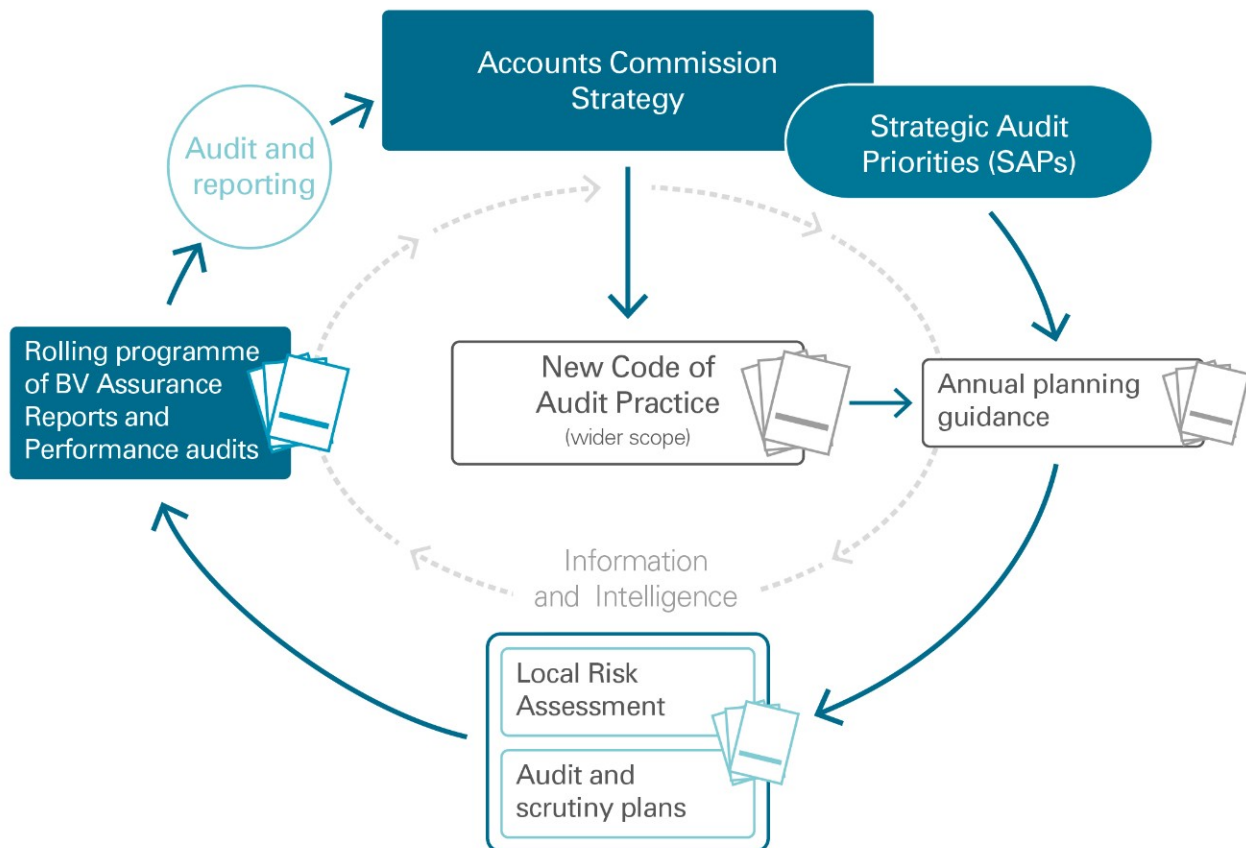 Accounts Commission
Strategy
Strategic Audit
Priorities (SAPs)
Audit and
reporting
Rolling programme
of BV Assurance
Reports and
Performance audits
New Code of
Audit Practice
(wider scope)
Annual planning
guidance
Information
and Intelligence
Local Risk
Assessment
Audit and
scrutiny plans